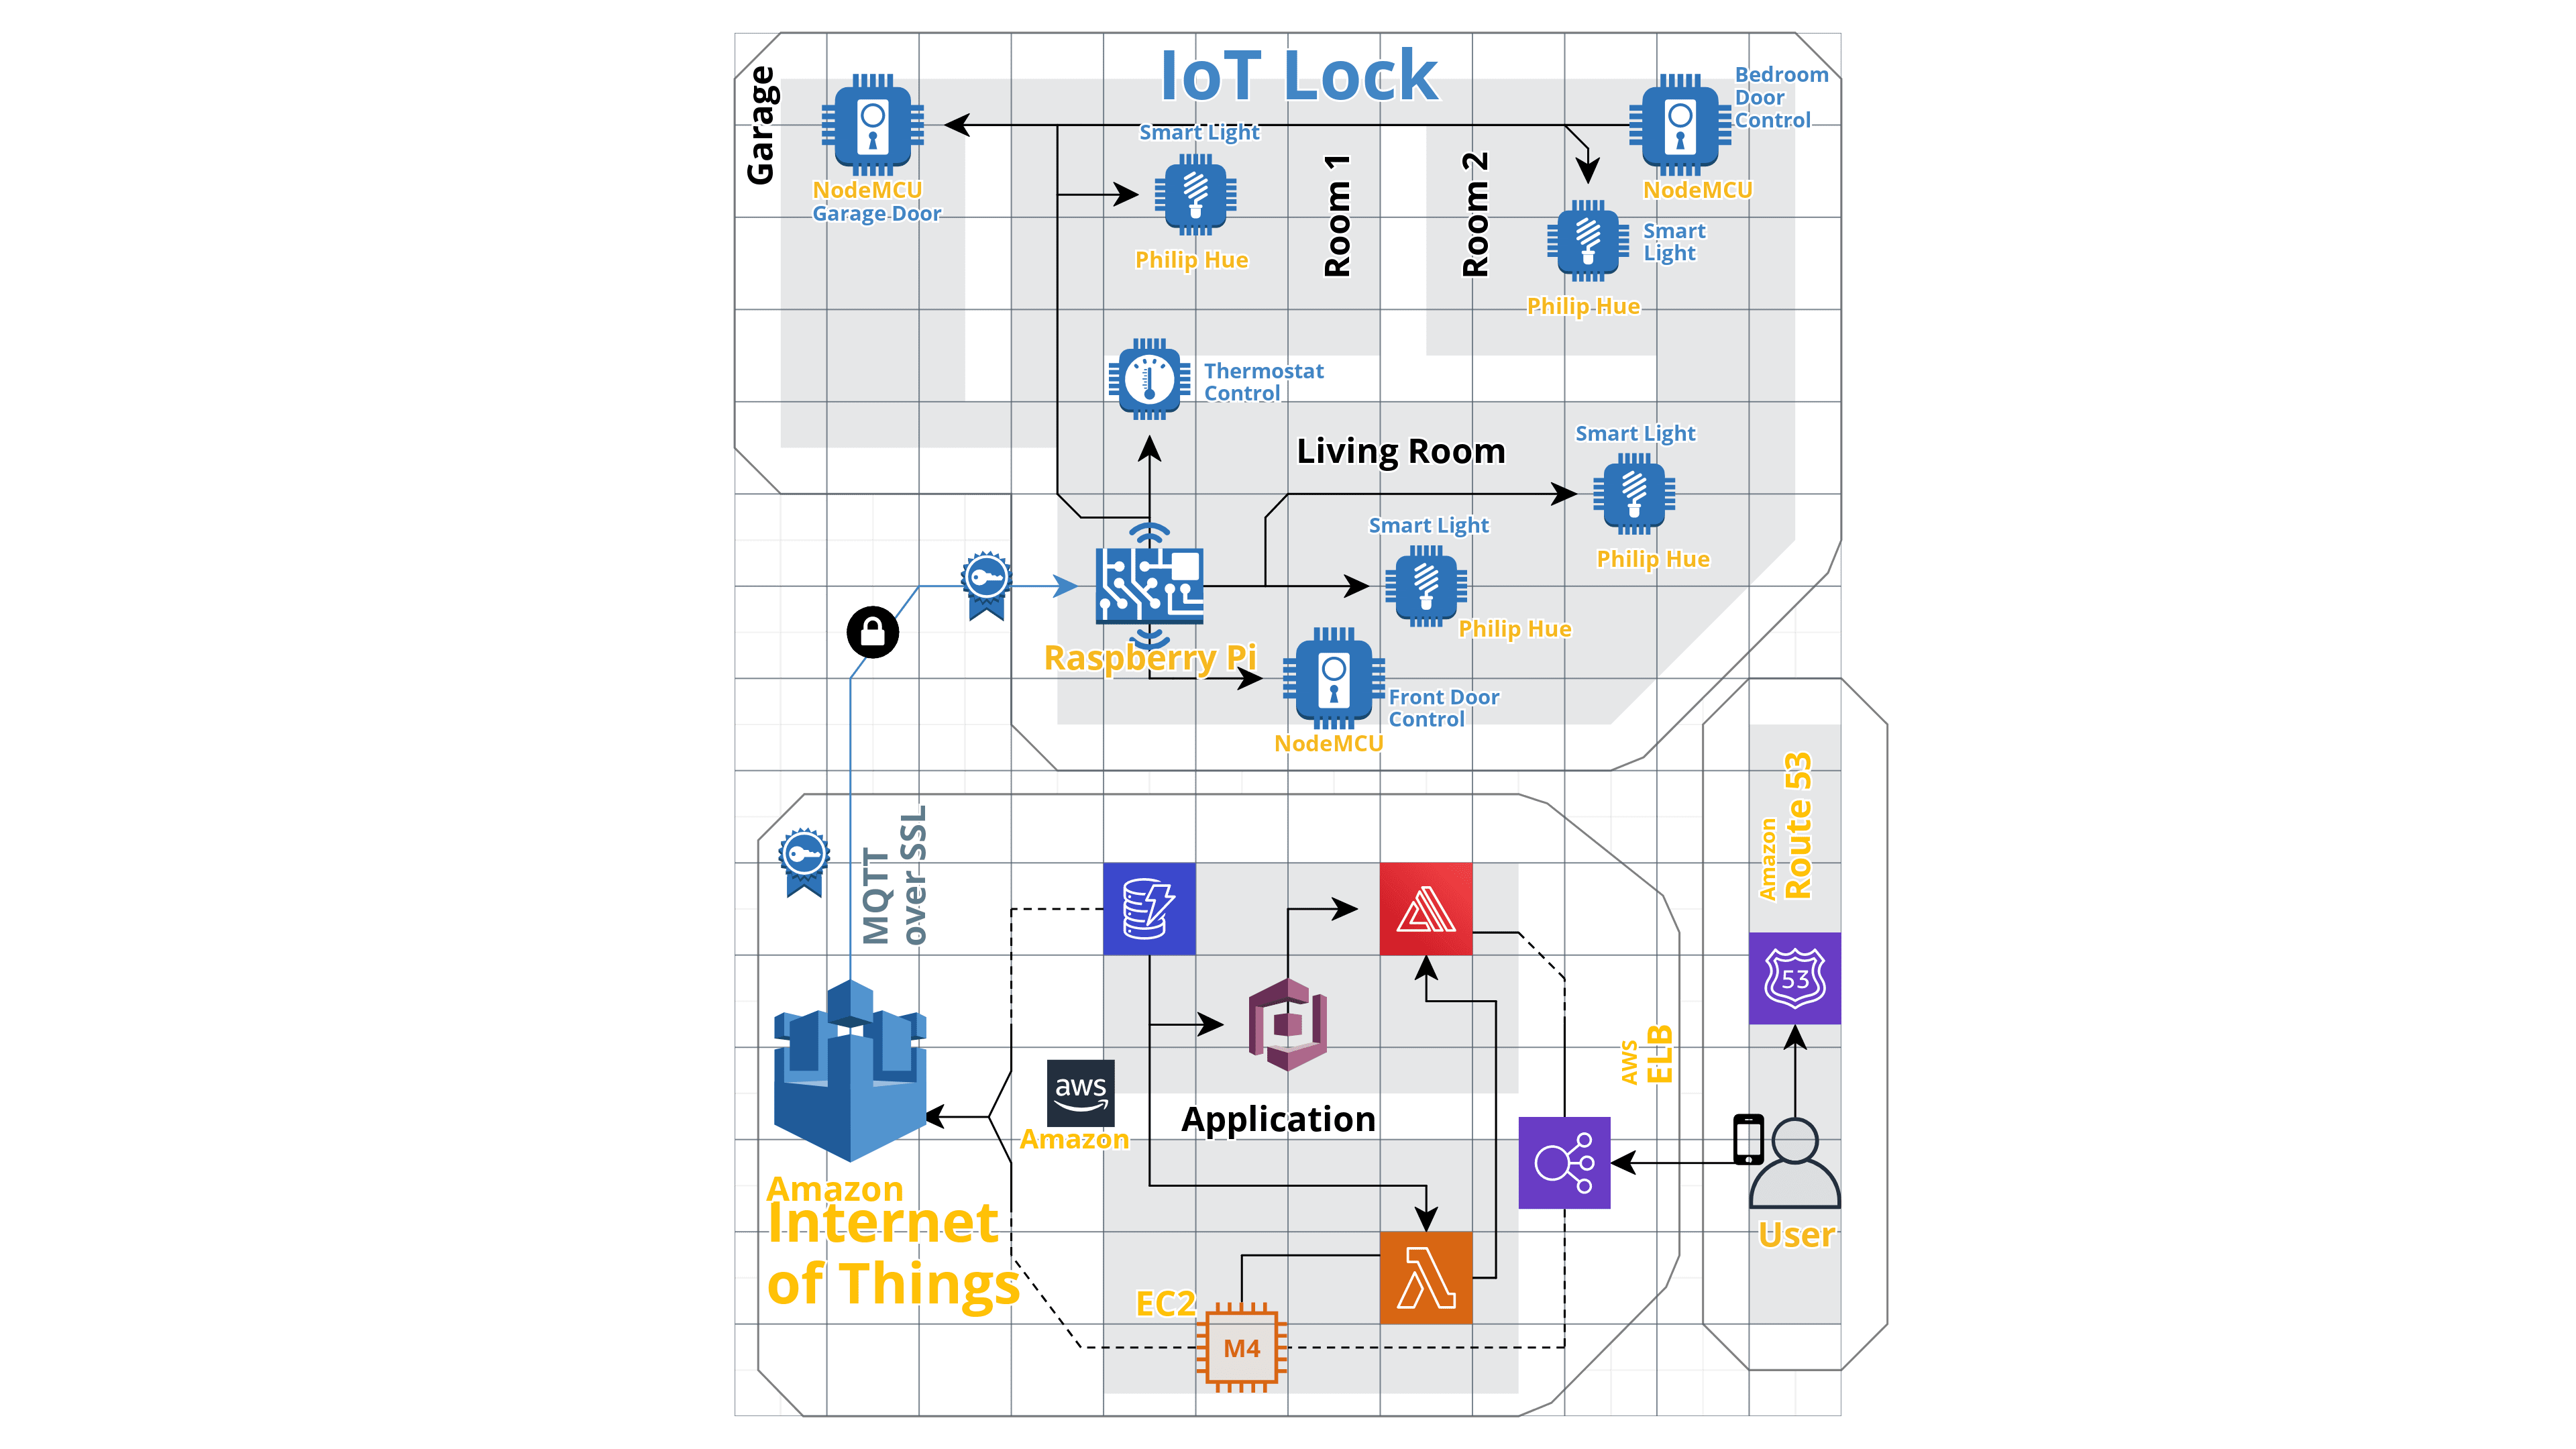 IoT Lock
Garage
NodeMCU
Garage Door
Smart Light
Philip Hue
Room 1
Room 2
Bedroom
Door
Control
NodeMCU
Smart
Light
Philip Hue
Thermostat
Control
Living Room
Smart Light
Philip Hue
Smart Light
Philip Hue
Raspberry Pi
Front Door
Control
NodeMCU
MQTT
over SSL
Amazon
Route 53
53
aws
Amazon
Application
AWS
ELB
Amazon
Internet
of Things
User
EC2
M4